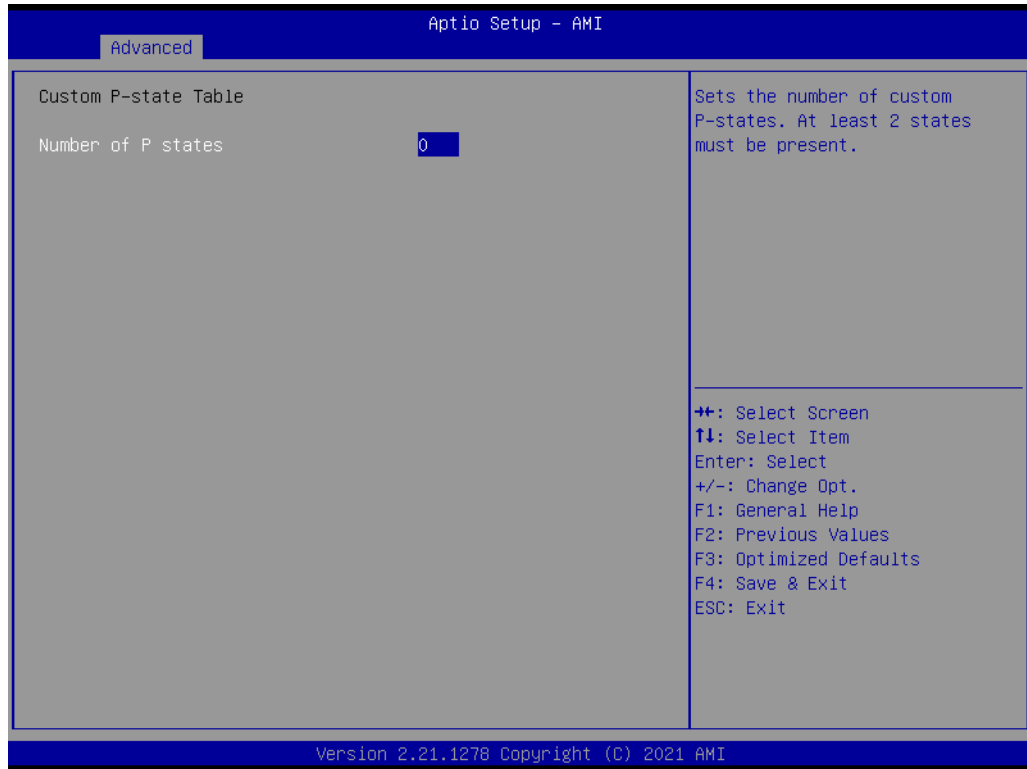 Aptio Setup – AMI
Advanced
Custom P-state Table
Number of P states 0
Sets the number of custom
P-states. At least 2 states
must be present.
→←: Select Screen
↑↓: Select Item
Enter: Select
+/-: Change Opt.
F1: General Help
F2: Previous Values
F3: Optimized Defaults
F4: Save & Exit
ESC: Exit
Version 2.21.1278 Copyright (C) 2021 AMI